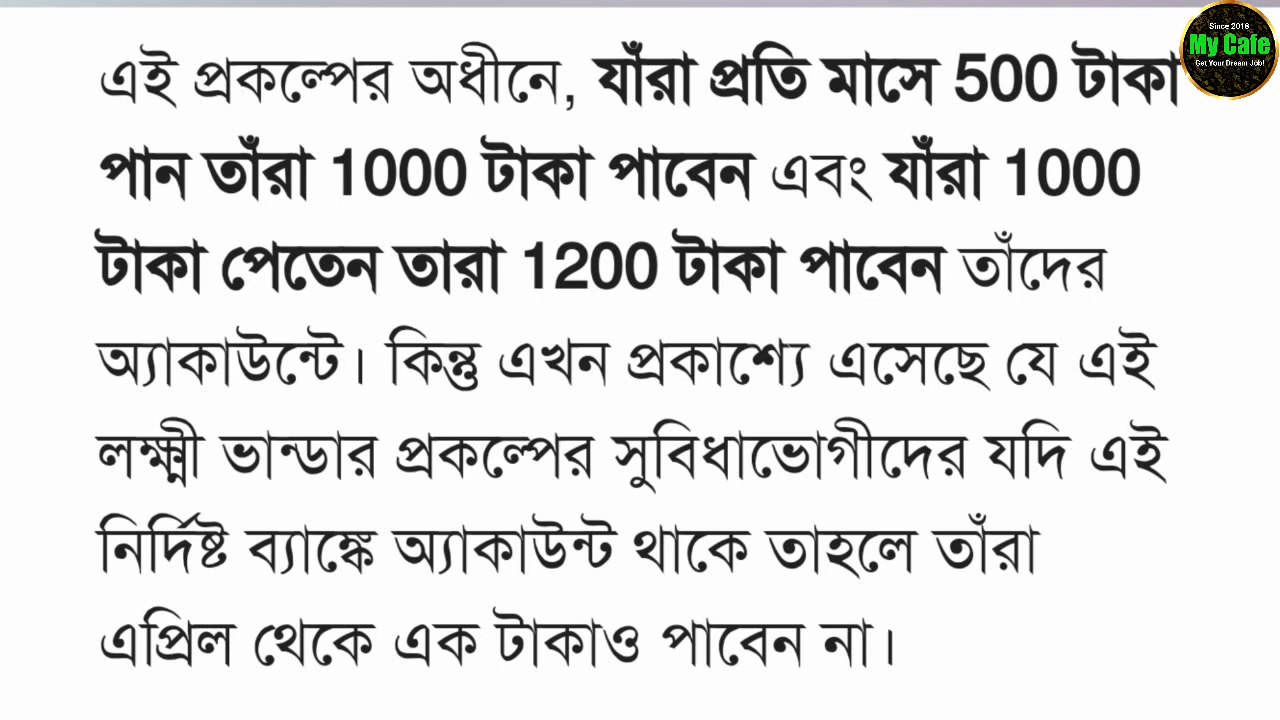 Since 2018
My Cafe
Get Your Dream Job!
এই প্রকল্পের অধীনে, যাঁরা প্রতি মাসে 500 টাকা
পান তাঁরা 1000 টাকা পাবেন এবং যাঁরা 1000
টাকা পেতেন তারা 1200 টাকা পাবেন তাঁদের
অ্যাকাউন্টে। কিন্তু এখন প্রকাশ্যে এসেছে যে এই
লক্ষ্মী ভান্ডার প্রকল্পের সুবিধাভোগীদের যদি এই
নির্দিষ্ট ব্যাঙ্কে অ্যাকাউন্ট থাকে তাহলে তাঁরা
এপ্রিল থেকে এক টাকাও পাবেন না।